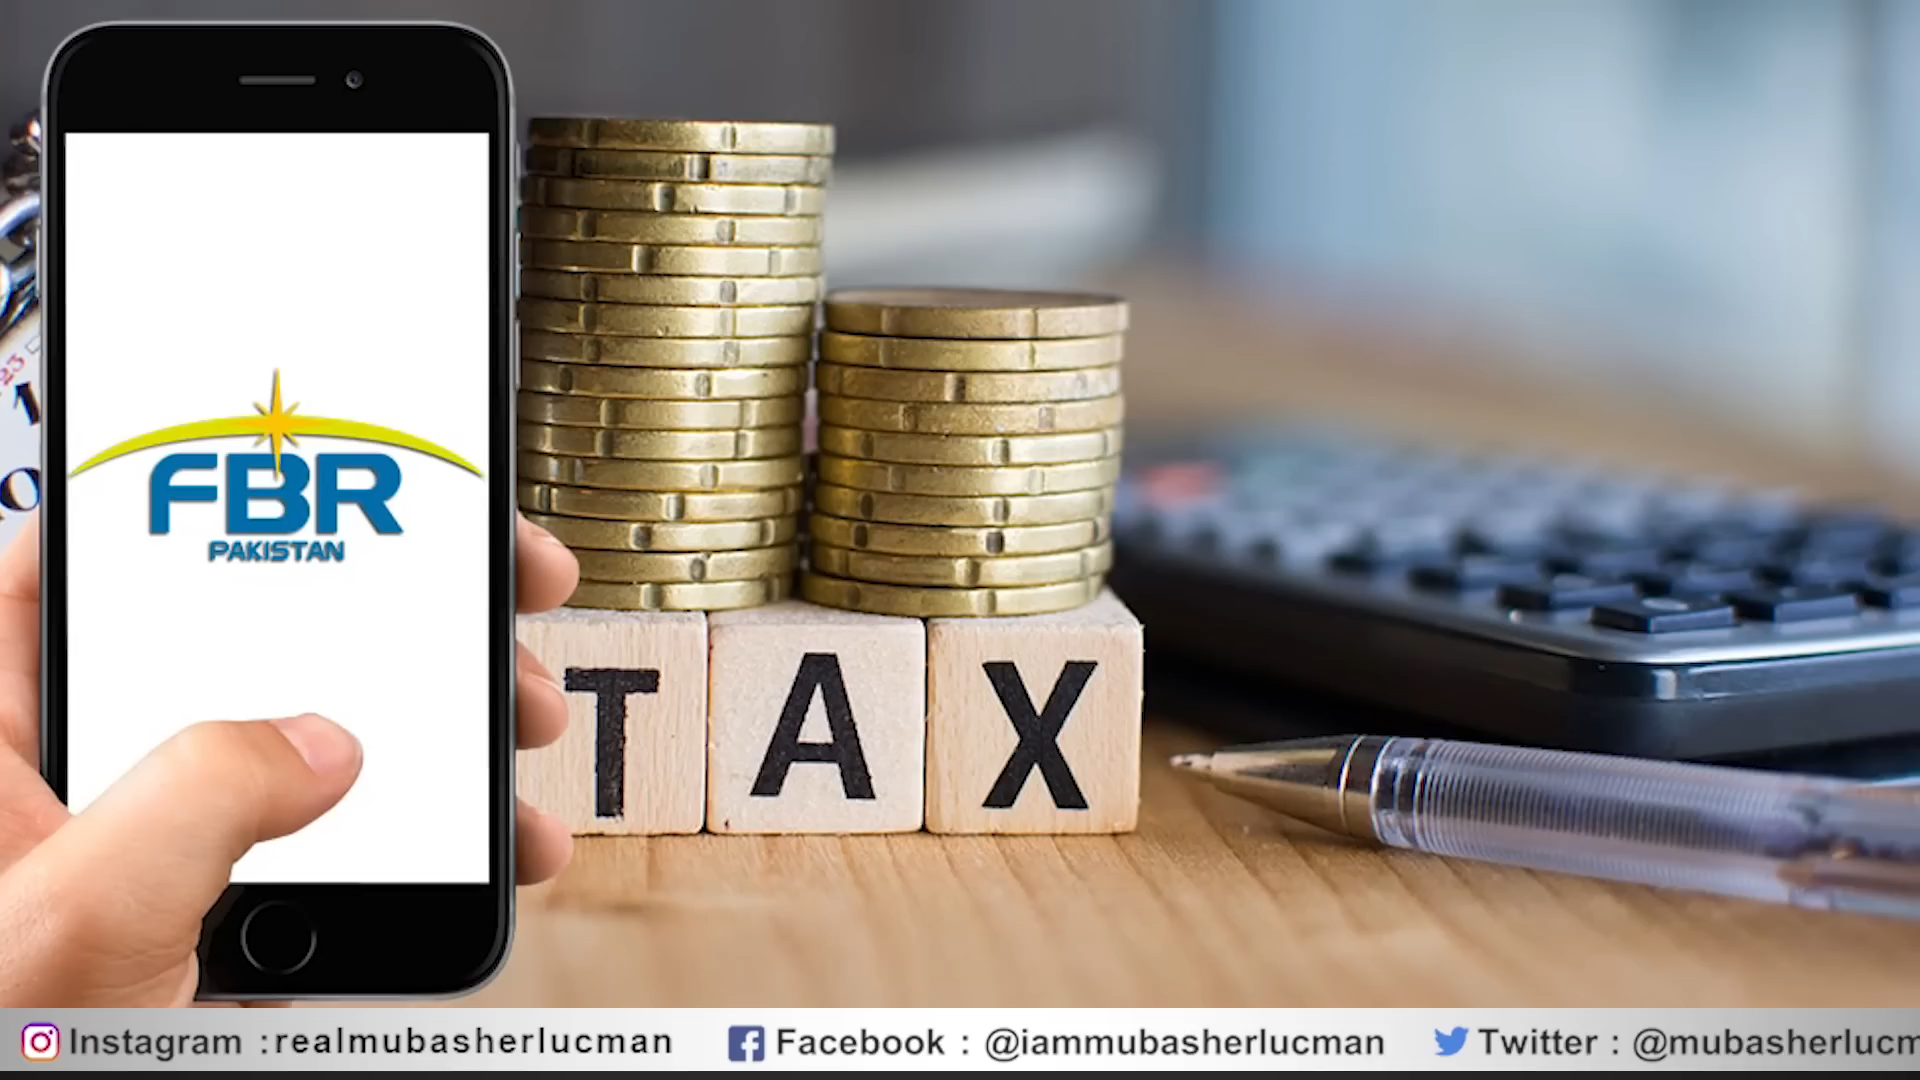 FBR
PAKISTAN
TAX
Instagram :realmubasherlucman
Facebook : @iammubasherlucman
Twitter : @mubasherlucm